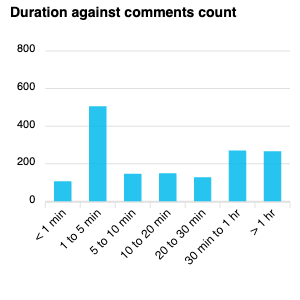 Duration against comments count
800
600
400
200
0
< 1 min
1 to 5 min
5 to 10 min
10 to 20 min
20 to 30 min
30 min to 1 hr
> 1 hr